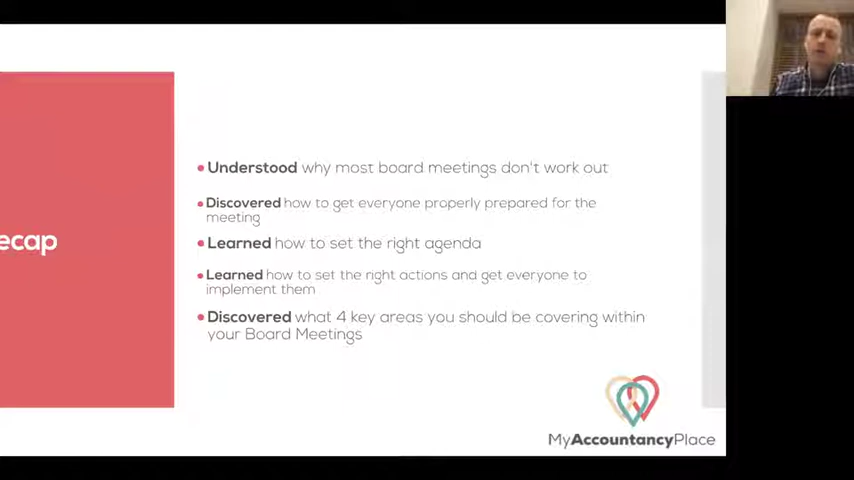 ecap
Understood why most board meetings don't work out
Discovered how to get everyone properly prepared for the
meeting
Learned how to set the right agenda
Learned how to set the right actions and get everyone to
implement them
Discovered what 4 key areas you should be covering within
your Board Meetings
MyAccountancyPlace